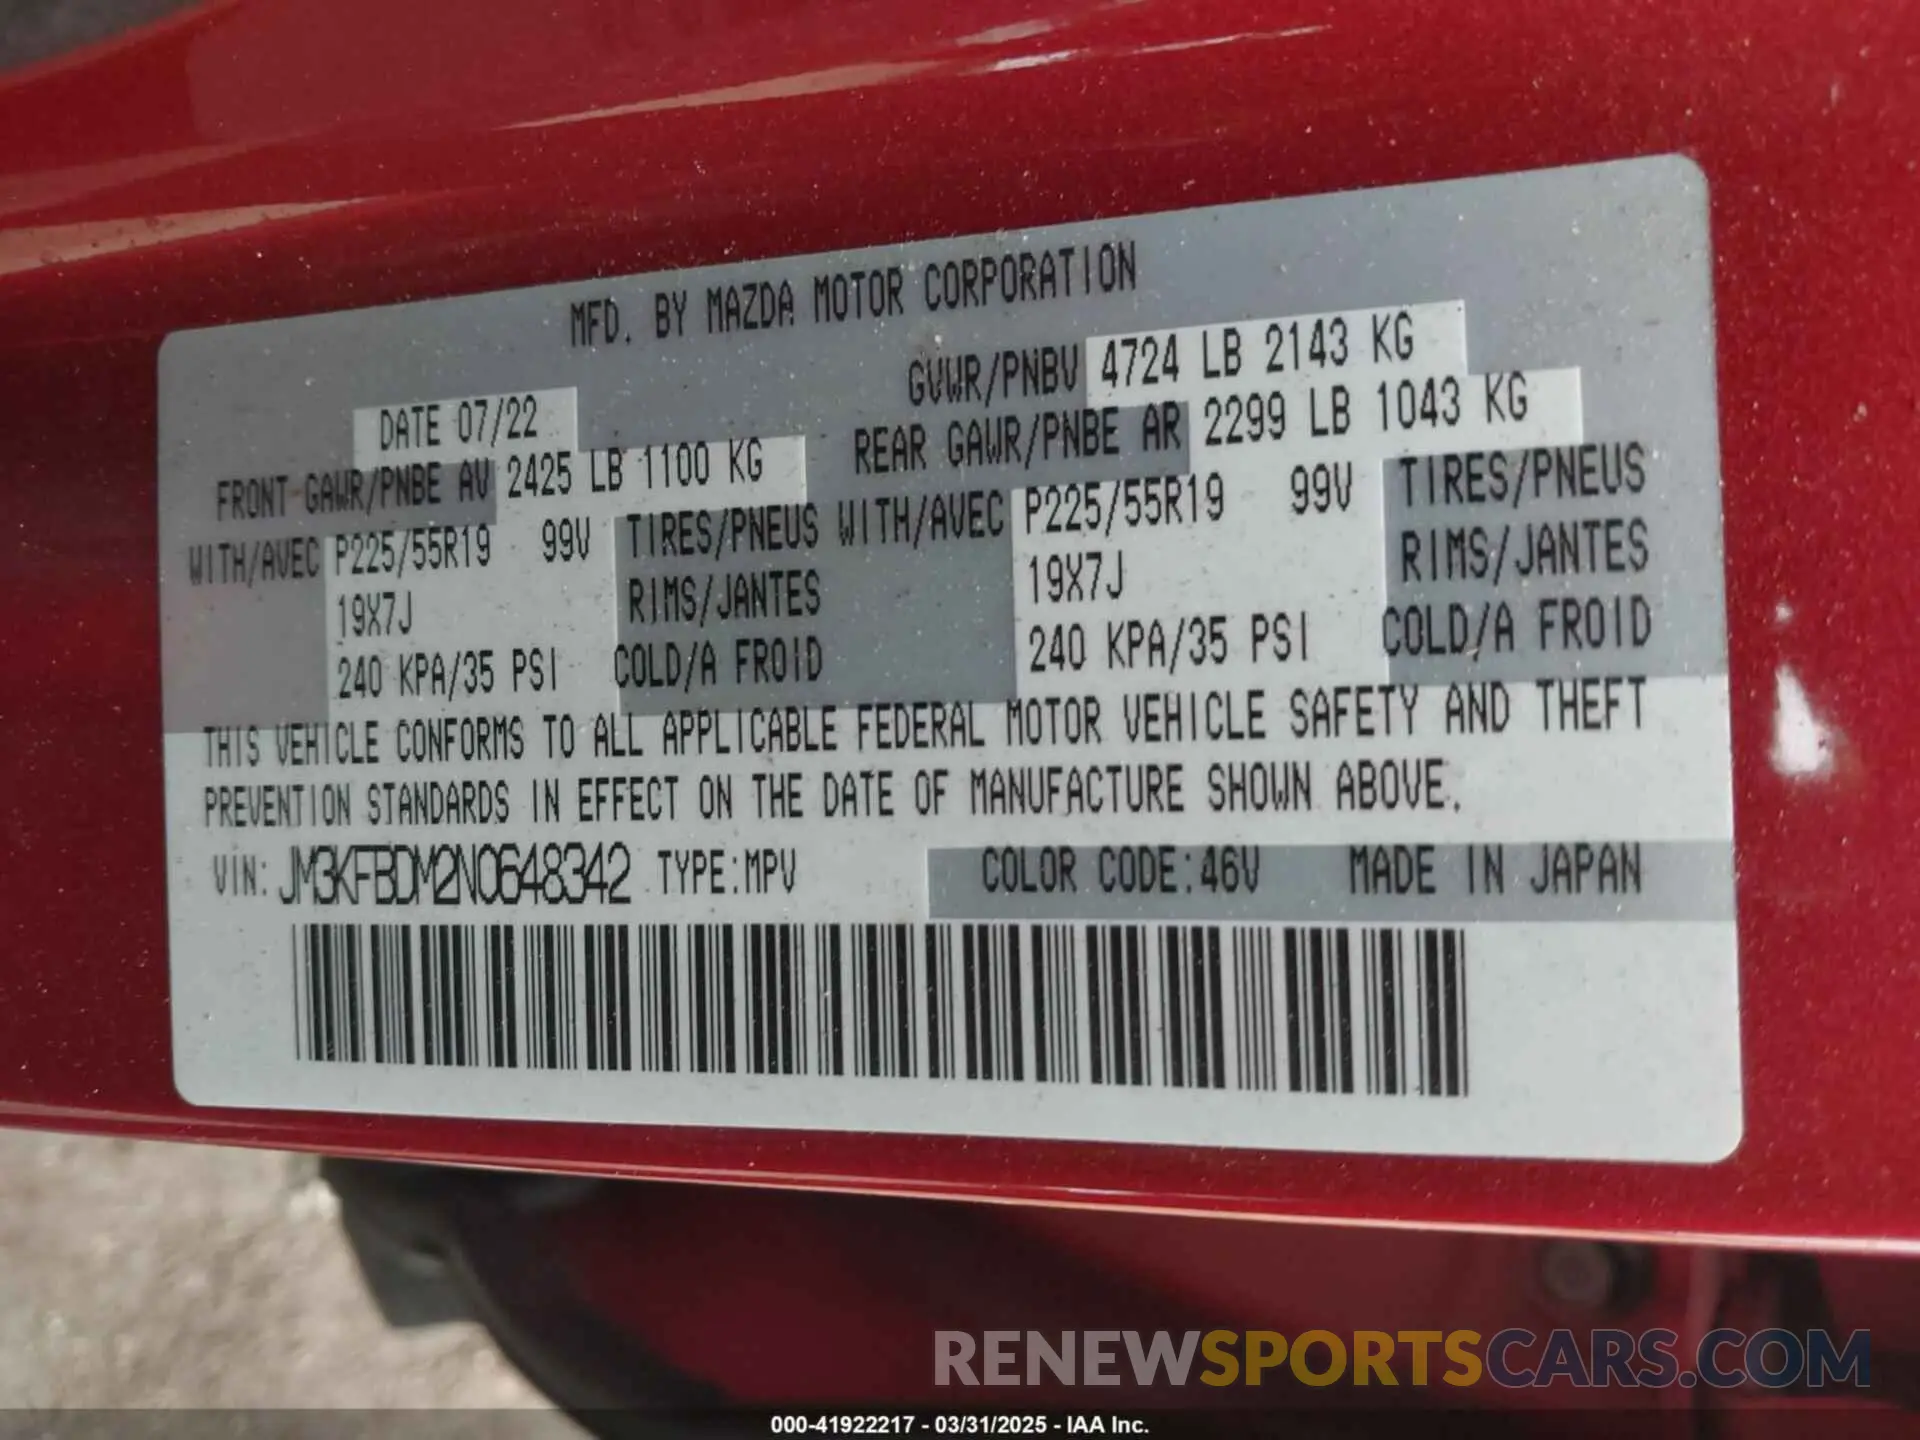 MFD. BY MAZDA MOTOR CORPORATION
DATE 07/22 GVWR/PNBV 4724 LB 2143 KG
FRONT GAWR/PNBE AV 2425 LB 1100 KG REAR GAWR/PNBE AR 2299 LB 1043 KG
WITH/AVEC P225/55R19 99V TIRES/PNEUS WITH/AVEC P225/55R19 99V TIRES/PNEUS
19X7J RIMS/JANTES 19X7J RIMS/JANTES
240 KPA/35 PSI COLD/A FROID 240 KPA/35 PSI COLD/A FROID
THIS VEHICLE CONFORMS TO ALL APPLICABLE FEDERAL MOTOR VEHICLE SAFETY AND THEFT
PREVENTION STANDARDS IN EFFECT ON THE DATE OF MANUFACTURE SHOWN ABOVE.
VIN: JM3KFBDM2N0648342 TYPE:MPV COLOR CODE:46V MADE IN JAPAN
RENEWSPORTSCARS.COM
000-41922217 - 03/31/2025 - IAA Inc.